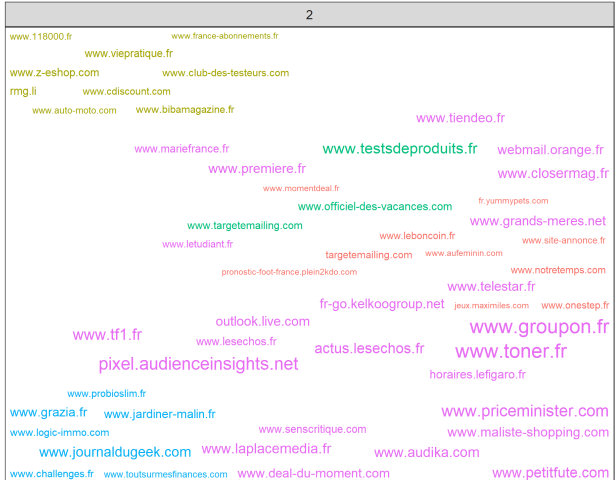 2
www.118000.fr www.france-abonnements.fr
www.viepratique.fr
www.z-eshop.com www.club-des-testeurs.com
rmg.li www.cdiscount.com
www.auto-moto.com www.bibamagazine.fr
www.tiendeo.fr
www.mariefrance.fr www.testsdeproduits.fr webmail.orange.fr
www.premiere.fr www.closermag.fr
www.momentdeal.fr
www.officiel-des-vacances.com fr.yummypets.com
www.targetemailing.com www.grands-meres.net
www.letudiant.fr www.leboncoin.fr www.site-annonce.fr
targetemailing.com www.aufeminin.com
pronostic-foot-france.plein2kdo.com www.notretemps.com
www.telestar.fr
fr-go.kelkoogroup.net jeux.maximiles.com www.onestep.fr
outlook.live.com www.groupon.fr
www.tf1.fr www.lesechos.fr actus.lesechos.fr www.toner.fr
pixel.audienceinsights.net horaires.lefigaro.fr
www.probioslim.fr
www.grazia.fr www.jardiner-malin.fr www.priceminister.com
www.logic-immo.com www.senscritique.com www.maliste-shopping.com
www.journaldugeek.com www.laplacemedia.fr www.audika.com
www.challenges.fr www.toutsurmesfinances.com www.deal-du-moment.com www.petitfute.com